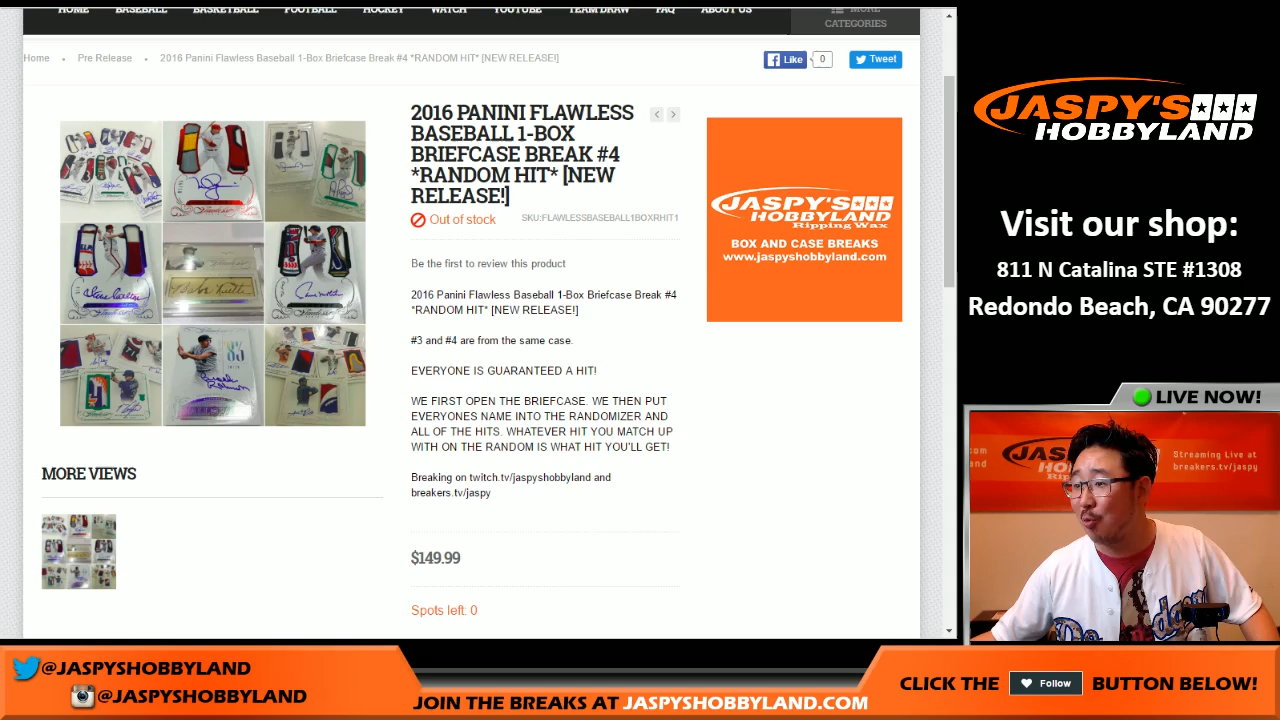 HOME BASEBALL BASKETBALL FOOTBALL HOCKEY WATCH YOUTUBE TEAM DRAW FAQ ABOUT US
MORE
CATEGORIES
Home • Pre Release • 2016 Panini Flawless Baseball 1-Box Briefcase Break #4 *RANDOM HIT* [NEW RELEASE!]
Like 0 Tweet
2016 PANINI FLAWLESS
BASEBALL 1-BOX
BRIEFCASE BREAK #4
*RANDOM HIT* [NEW
RELEASE!]
Out of stock SKU:FLAWLESSBASEBALL1BOXRHIT1
Be the first to review this product
2016 Panini Flawless Baseball 1-Box Briefcase Break #4
*RANDOM HIT* [NEW RELEASE!]
#3 and #4 are from the same case.
EVERYONE IS GUARANTEED A HIT!
WE FIRST OPEN THE BRIEFCASE. WE THEN PUT
EVERYONES NAME INTO THE RANDOMIZER AND
ALL OF THE HITS. WHATEVER HIT YOU MATCH UP
WITH ON THE RANDOM IS WHAT HIT YOU'LL GET!
Breaking on twitch.tv/jaspyshobbyland and
breakers.tv/jaspy
$149.99
Spots left: 0
MORE VIEWS
JASPY'S
HOBBYLAND
Ripping Wax
BOX AND CASE BREAKS
www.jaspyshobbyland.com
JASPY'S
HOBBYLAND
Visit our shop:
811 N Catalina STE #1308
Redondo Beach, CA 90277
LIVE NOW!
Streaming Live at
breakers.tv/jaspy
@JASPYSHOBBYLAND
@JASPYSHOBBYLAND
JOIN THE BREAKS AT JASPYSHOBBYLAND.COM
CLICK THE Follow BUTTON BELOW!